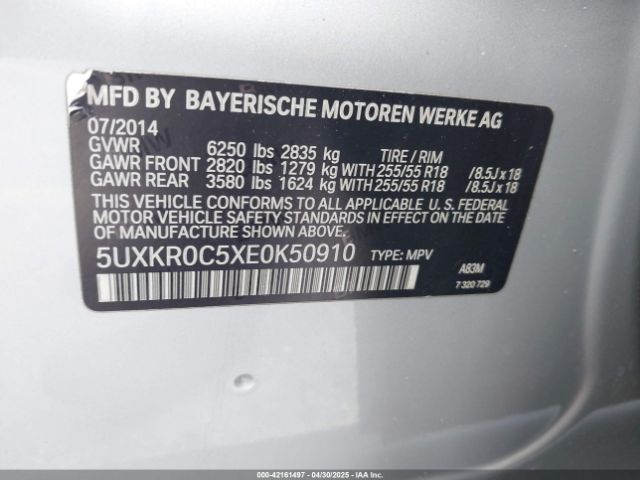 MFD BY BAYERISCHE MOTOREN WERKE AG
07/2014
GVWR 6250 lbs 2835 kg TIRE / RIM
GAWR FRONT 2820 lbs 1279 kg WITH 255/55 R18 /8.5J x 18
GAWR REAR 3580 lbs 1624 kg WITH 255/55 R18 /8.5J x 18
THIS VEHICLE CONFORMS TO ALL APPLICABLE U. S. FEDERAL
MOTOR VEHICLE SAFETY STANDARDS IN EFFECT ON THE DATE
OF MANUFACTURE SHOWN ABOVE.
5UXKR0C5XE0K50910 TYPE: MPV
A83M
7 320 729
000-42161497 - 04/30/2025 - IAAI, Inc. Copyright